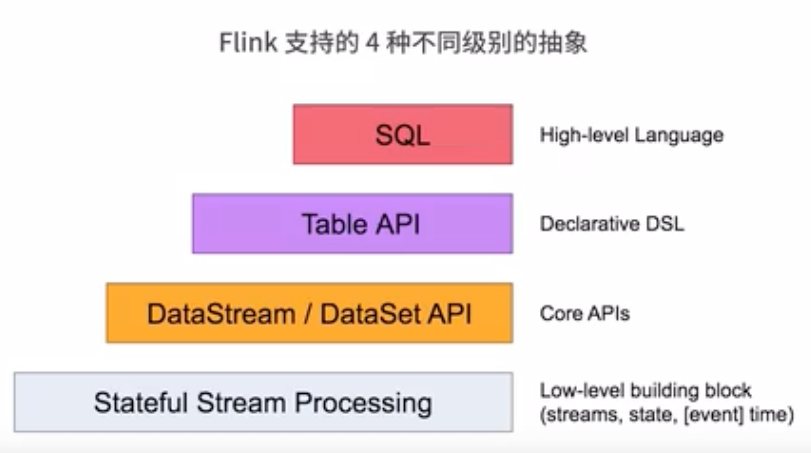 Flink 支持的 4 种不同级别的抽象
SQL
High-level Language
Table API
Declarative DSL
DataStream / DataSet API
Core APIs
Stateful Stream Processing
Low-level building block
(streams, state, [event] time)